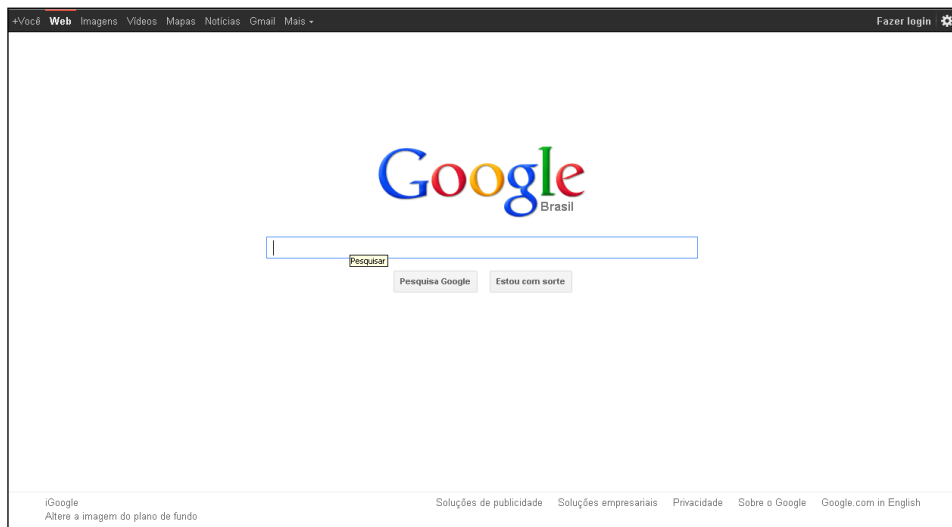 +Você Web Imagens Vídeos Mapas Notícias Gmail Mais Fazer login
Google
Brasil
Pesquisar
Pesquisa Google Estou com sorte
iGoogle Soluções de publicidade Soluções empresariais Privacidade Sobre o Google Google.com in English
Altere a imagem do plano de fundo